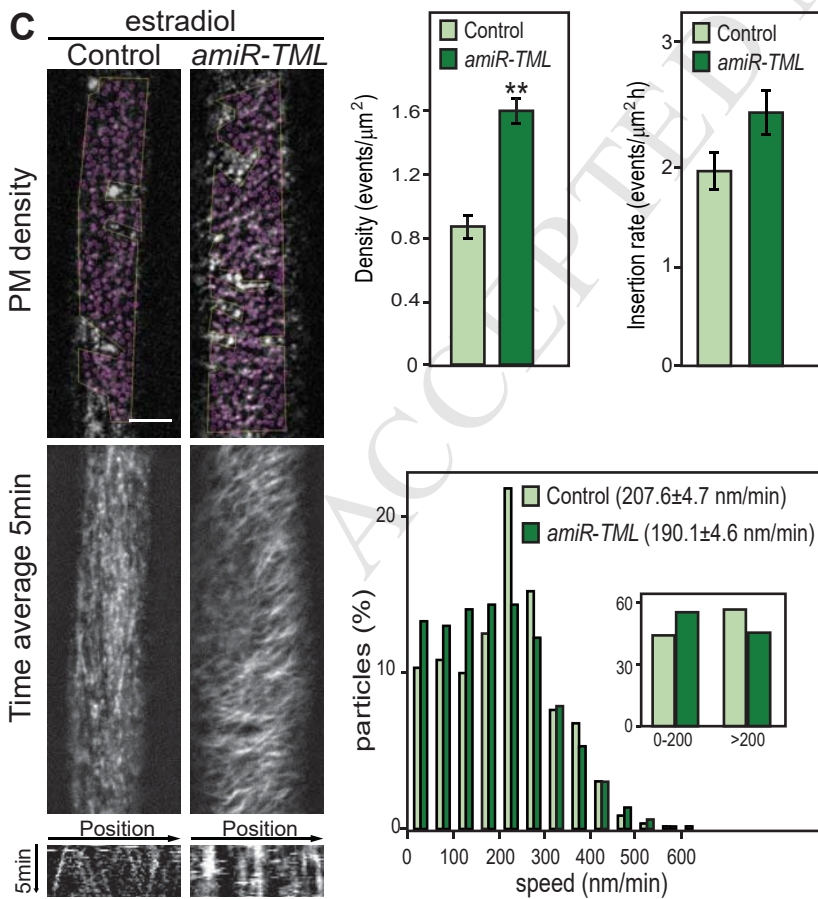 C
estradiol
Control amiR-TML
PM density
Time average 5min
Position
Position
5min
Control
amiR-TML
**
Density (events/μm²)
1.6
1.2
0.8
0.4
0
Control
amiR-TML
Insertion rate (events/μm²h)
3
2
1
0
ACCEPTED
Control (207.6±4.7 nm/min)
amiR-TML (190.1±4.6 nm/min)
particles (%)
20
10
0
60
30
0
0-200 >200
0 100 200 300 400 500 600
speed (nm/min)